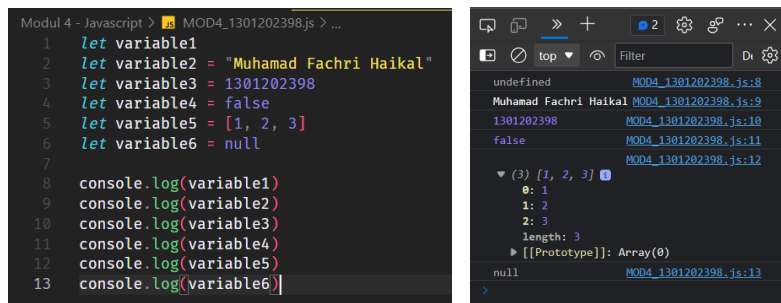 Modul 4 - Javascript > JS MOD4_1301202398.js > ...
1 let variable1
2 let variable2 = "Muhamad Fachri Haikal"
3 let variable3 = 1301202398
4 let variable4 = false
5 let variable5 = [1, 2, 3]
6 let variable6 = null
7
8 console.log(variable1)
9 console.log(variable2)
10 console.log(variable3)
11 console.log(variable4)
12 console.log(variable5)
13 console.log(variable6)
2
top Filter
undefined MOD4_1301202398.js:8
Muhamad Fachri Haikal MOD4_1301202398.js:9
1301202398 MOD4_1301202398.js:10
false MOD4_1301202398.js:11
MOD4_1301202398.js:12
(3) [1, 2, 3] i
0: 1
1: 2
2: 3
length: 3
[[Prototype]]: Array(0)
null MOD4_1301202398.js:13
>